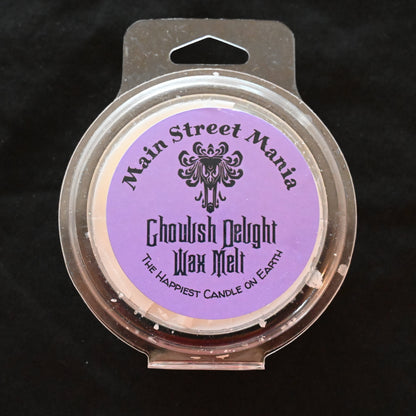 Main Street Mania
Ghoulish Delight
Wax Melt
The Happiest Candle on Earth